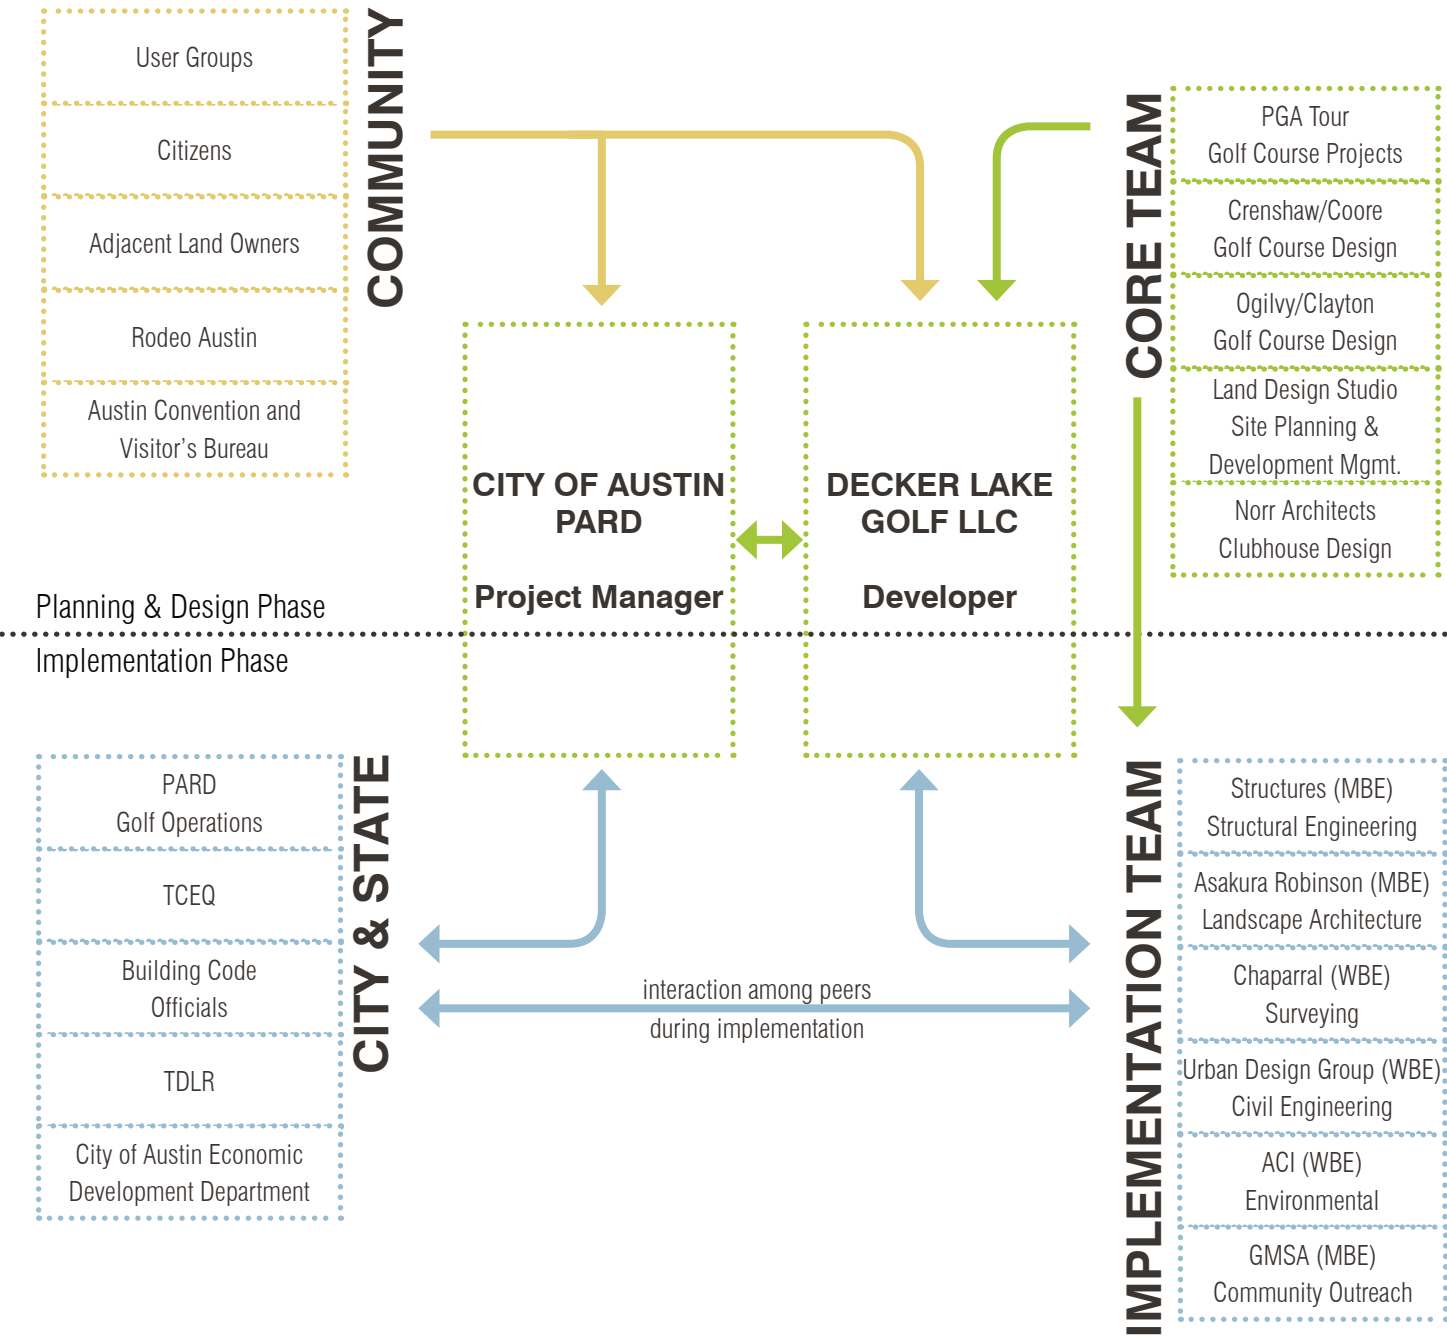 COMMUNITY
User Groups
Citizens
Adjacent Land Owners
Rodeo Austin
Austin Convention and
Visitor’s Bureau
CORE TEAM
PGA Tour
Golf Course Projects
Crenshaw/Coore
Golf Course Design
Ogilvy/Clayton
Golf Course Design
Land Design Studio
Site Planning &
Development Mgmt.
Norr Architects
Clubhouse Design
CITY OF AUSTIN
PARD
Project Manager
DECKER LAKE
GOLF LLC
Developer
Planning & Design Phase
Implementation Phase
CITY & STATE
PARD
Golf Operations
TCEQ
Building Code
Officials
TDLR
City of Austin Economic
Development Department
interaction among peers
during implementation
IMPLEMENTATION TEAM
Structures (MBE)
Structural Engineering
Asakura Robinson (MBE)
Landscape Architecture
Chaparral (WBE)
Surveying
Urban Design Group (WBE)
Civil Engineering
ACI (WBE)
Environmental
GMSA (MBE)
Community Outreach